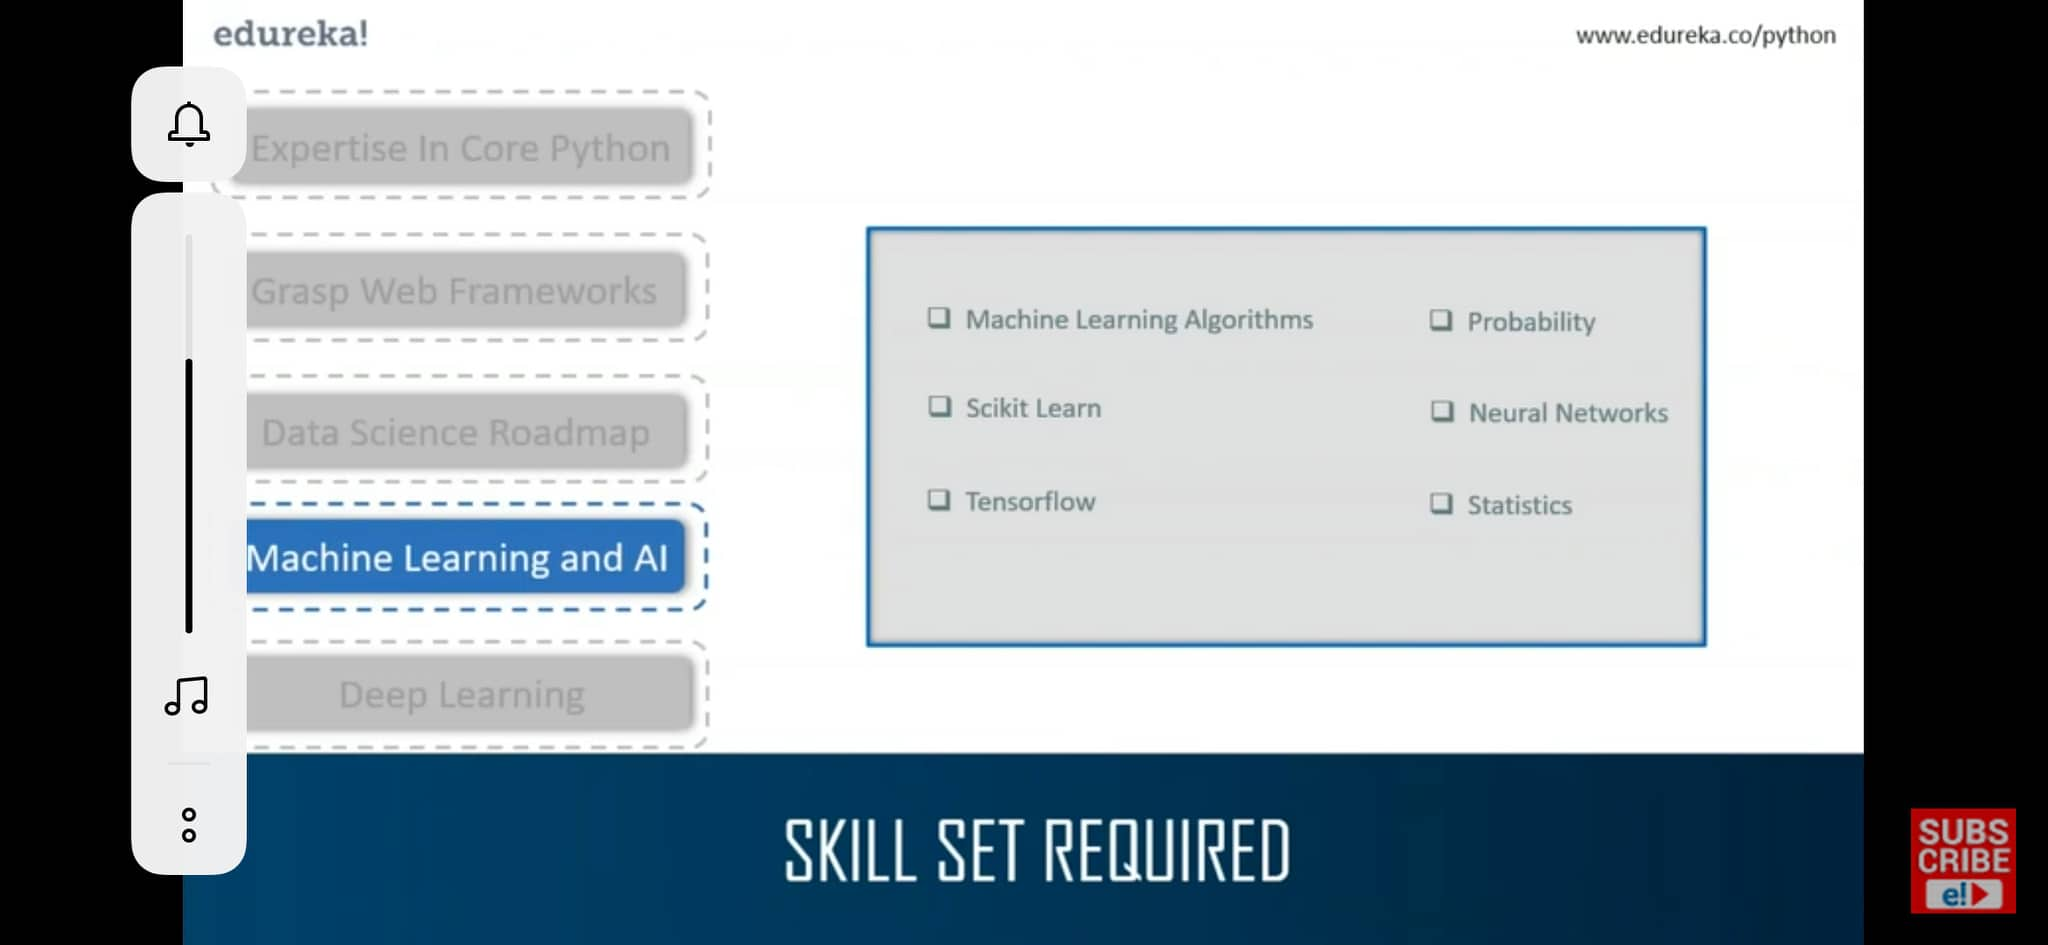 edureka!
www.edureka.co/python
Expertise In Core Python
Grasp Web Frameworks
Data Science Roadmap
Machine Learning and AI
Deep Learning
Machine Learning Algorithms
Scikit Learn
Tensorflow
Probability
Neural Networks
Statistics
SKILL SET REQUIRED
SUBS
CRIBE
e!